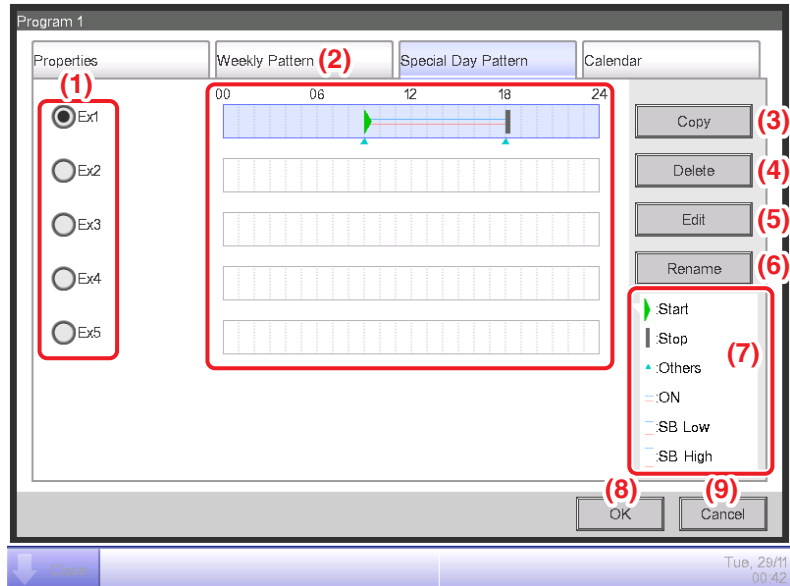 Program 1
Properties
Weekly Pattern (2)
Special Day Pattern
Calendar
(1)
00 06 12 18 24
Ex1
Ex2
Ex3
Ex4
Ex5
Copy (3)
Delete (4)
Edit (5)
Rename (6)
:Start
:Stop
:Others
:ON
:SB Low
:SB High
(7)
(8)
(9)
OK
Cancel
Close
Tue, 29/11
00:42